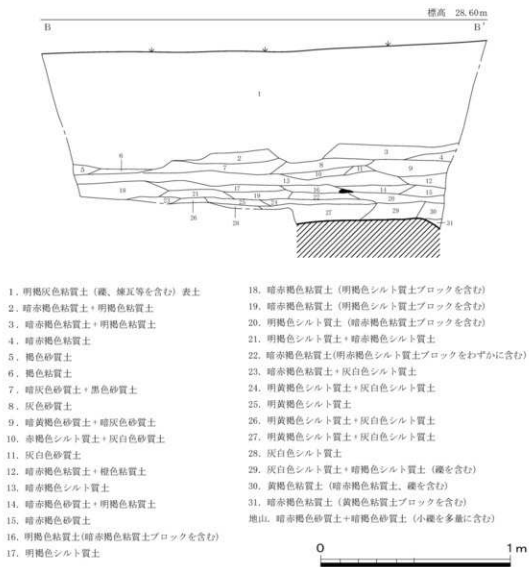 標高 28.60m
B B'
1
2
3
4
5
6
7
8
9
10
11
12
13
14
15
16
17
19
19
21
22
23
24
25
26
27
28
28
29
30
31
1. 明褐灰色粘質土（礫、煉瓦等を含む）表土
2. 暗赤褐色粘質土+明褐色粘質土
3. 暗赤褐色粘質土+明褐色粘質土
4. 暗赤褐色粘質土
5. 褐色砂質土
6. 褐色粘質土
7. 暗灰色砂質土+黒色砂質土
8. 灰色砂質土
9. 暗黄褐色砂質土+暗灰色砂質土
10. 赤褐色シルト質土+灰白色砂質土
11. 灰白色砂質土
12. 暗赤褐色粘質土+橙色粘質土
13. 暗赤褐色シルト質土
14. 暗赤褐色砂質土+明褐色粘質土
15. 暗赤褐色砂質土
16. 明褐色粘質土(暗赤褐色粘質土ブロックを含む)
17. 明褐色シルト質土
18. 暗赤褐色粘質土（明褐色シルト質土ブロックを含む）
19. 暗赤褐色粘質土（明褐色シルト質土ブロックを含む）
20. 明褐色シルト質土（暗赤褐色粘質土ブロックを含む）
21. 明褐色シルト質土+暗赤褐色シルト質土
22. 暗赤褐色粘質土(明赤褐色シルト質土ブロックをわずかに含む)
23. 暗赤褐色粘質土+灰白色シルト質土
24. 明黄褐色シルト質土+灰白色シルト質土
25. 明黄褐色シルト質土
26. 明黄褐色シルト質土+灰白色シルト質土
27. 明黄褐色シルト質土+灰白色シルト質土
28. 灰白色シルト質土
29. 灰白色シルト質土+暗褐色シルト質土（礫を含む）
30. 黄褐色粘質土（暗赤褐色粘質土、礫を含む）
31. 暗赤褐色粘質土（黄褐色粘質土ブロックを含む）
地山. 暗赤褐色砂質土+暗褐色砂質土（小礫を多量に含む）
0 1m